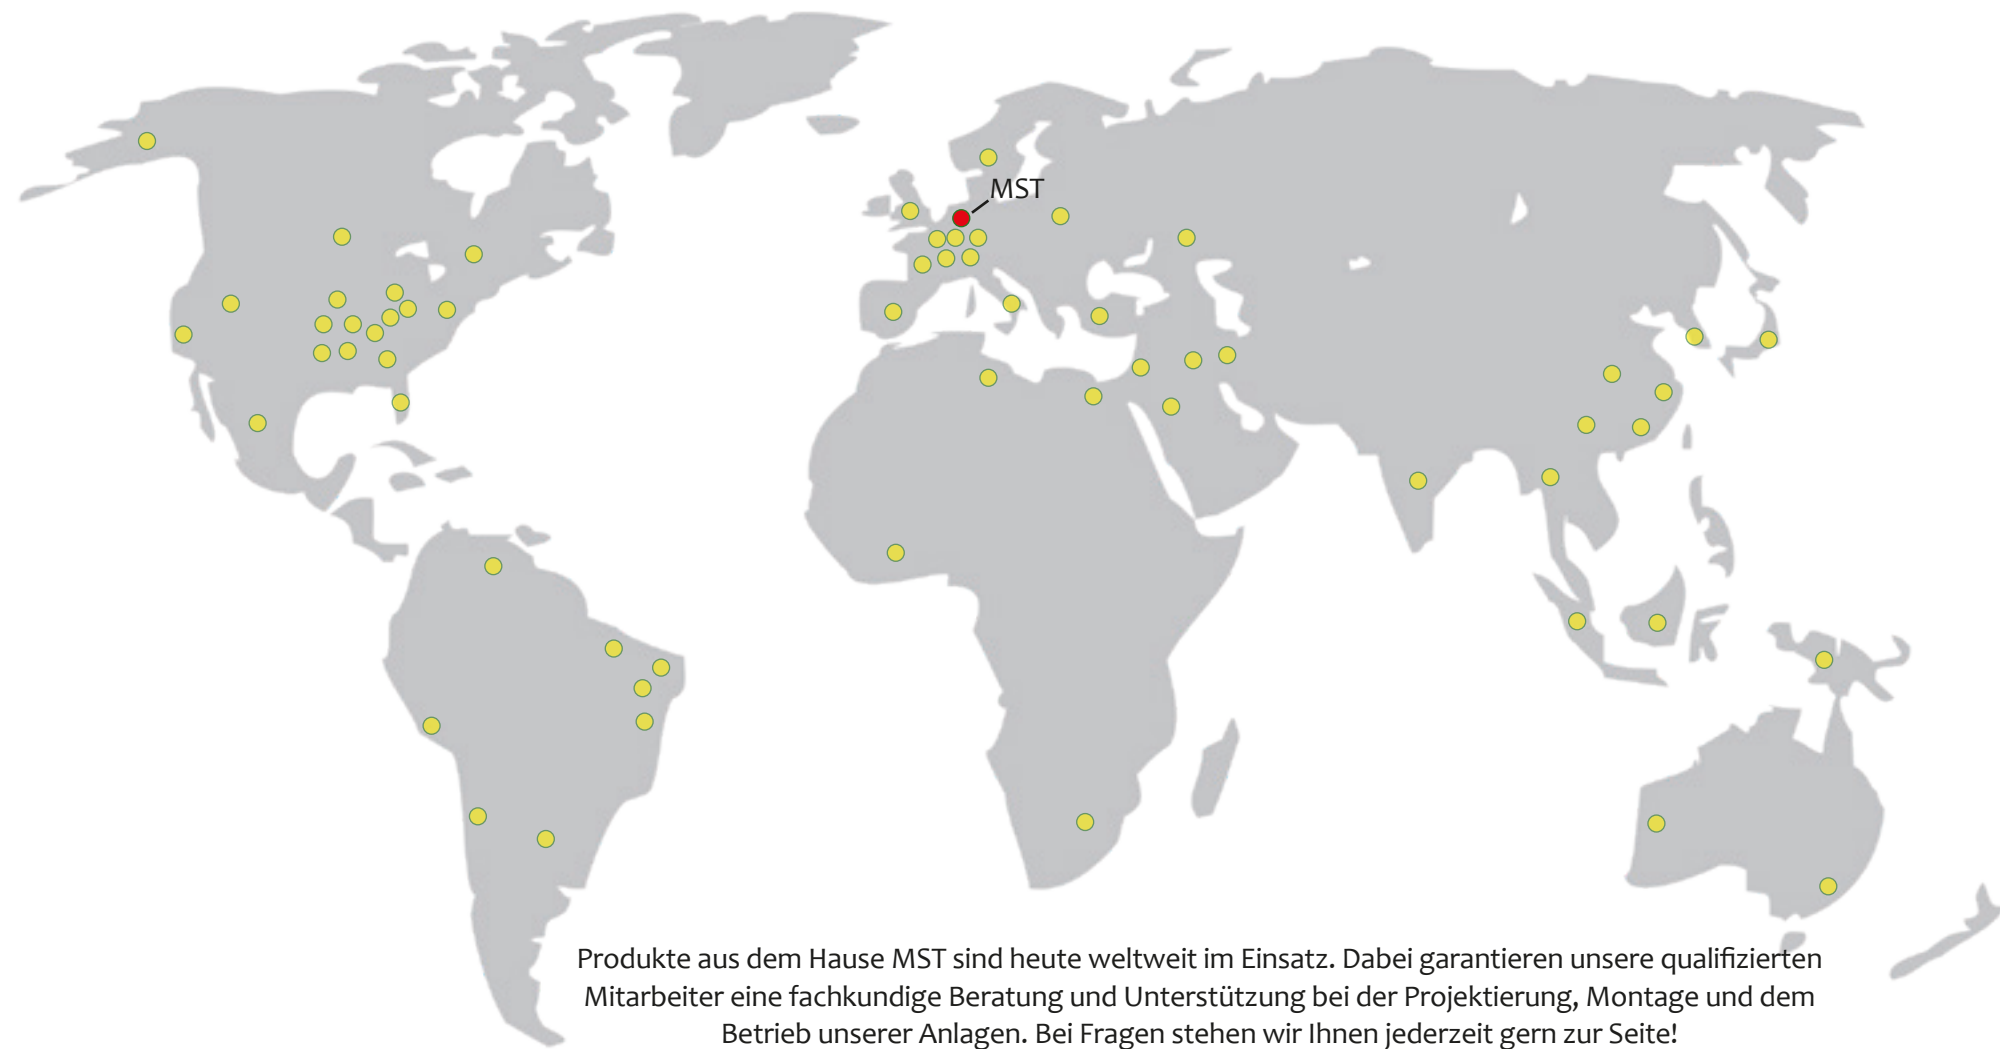 MST
Produkte aus dem Hause MST sind heute weltweit im Einsatz. Dabei garantieren unsere qualifizierten
Mitarbeiter eine fachkundige Beratung und Unterstützung bei der Projektierung, Montage und dem
Betrieb unserer Anlagen. Bei Fragen stehen wir Ihnen jederzeit gern zur Seite!